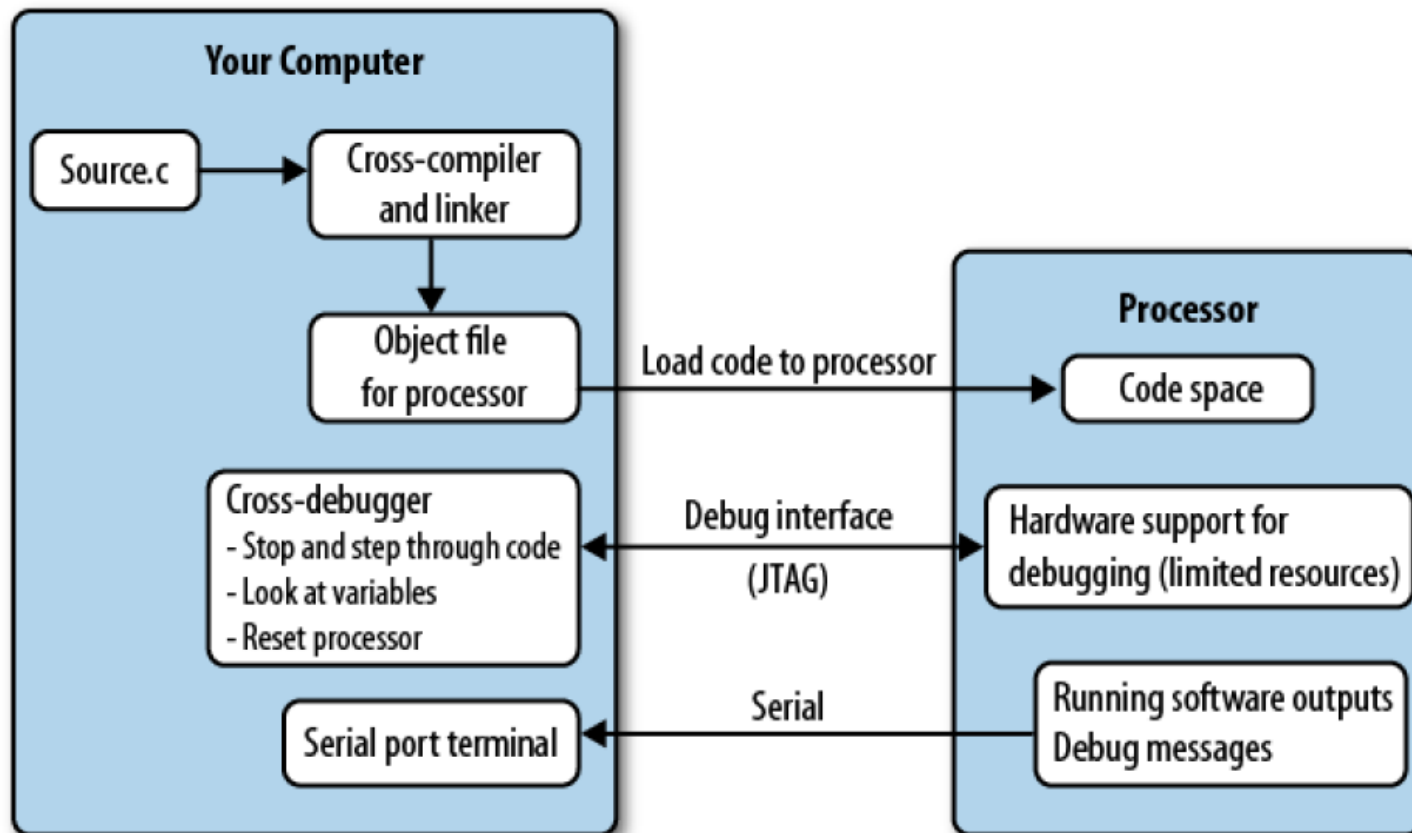 Your Computer
Source.c
Cross-compiler
and linker
Object file
for processor
Cross-debugger
- Stop and step through code
- Look at variables
- Reset processor
Serial port terminal
Load code to processor
Debug interface
(JTAG)
Serial
Processor
Code space
Hardware support for
debugging (limited resources)
Running software outputs
Debug messages